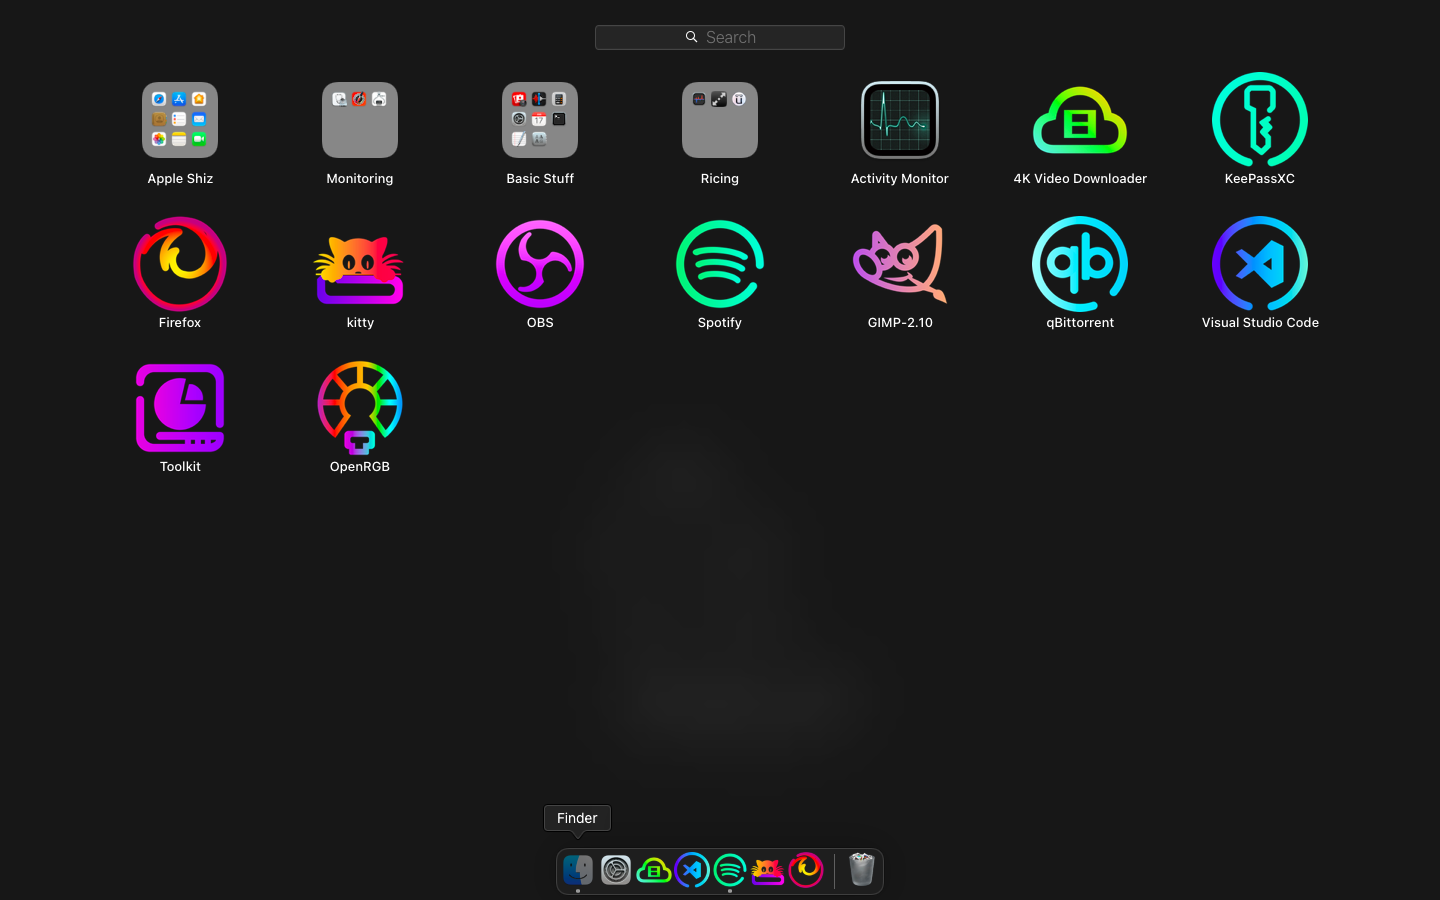 Search
Apple Shiz
Monitoring
Basic Stuff
Ricing
Activity Monitor
4K Video Downloader
KeePassXC
Firefox
kitty
OBS
Spotify
GIMP-2.10
qb
qBittorrent
Visual Studio Code
Toolkit
OpenRGB
Finder